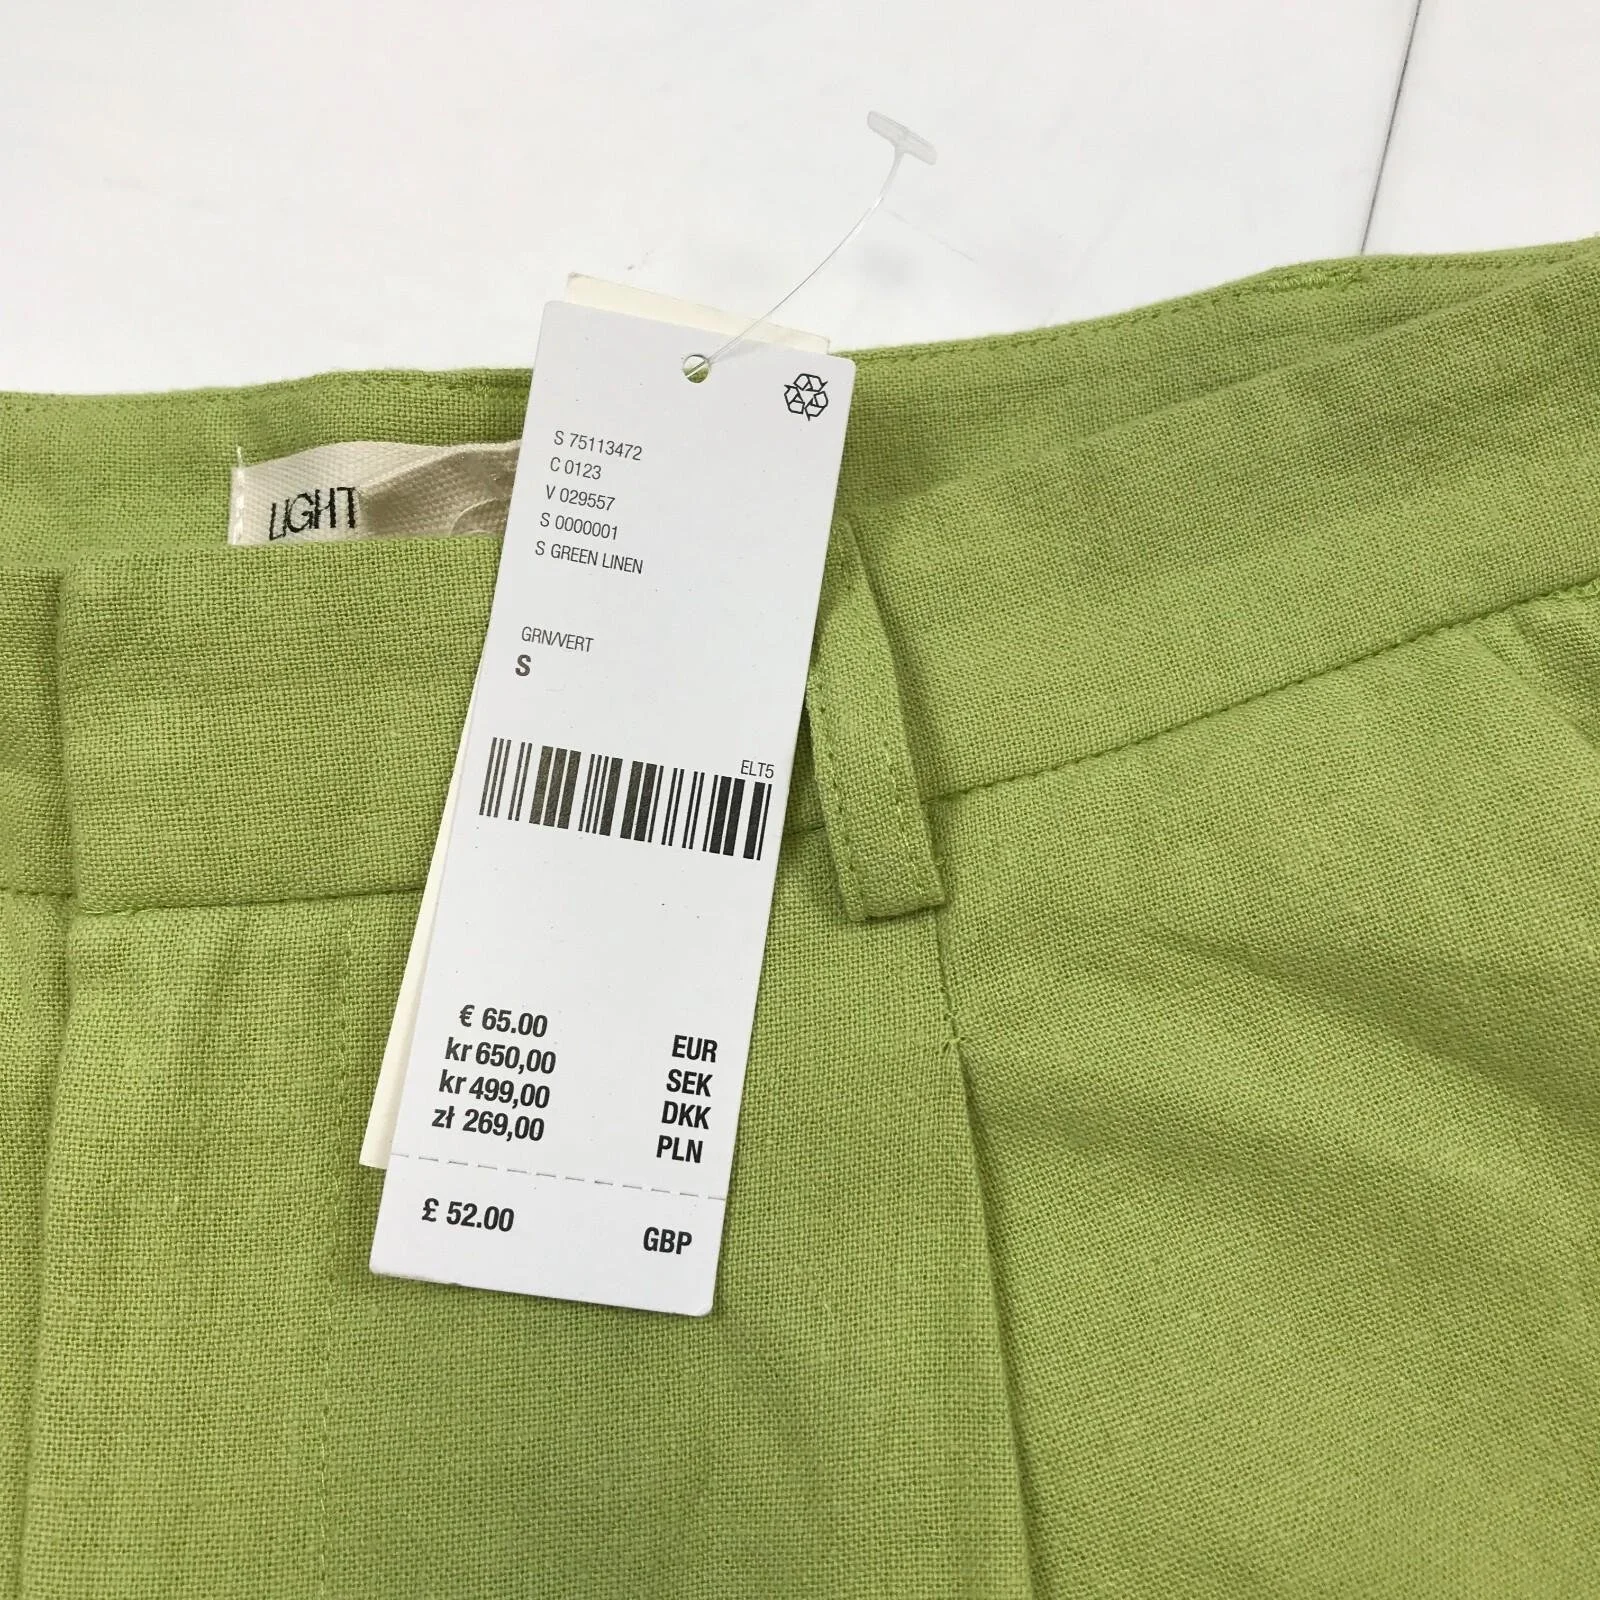 LIGHT
S 75113472
C 0123
V 029557
S 0000001
S GREEN LINEN
GRN/VERT
S
ELT5
€ 65.00 EUR
kr 650,00 SEK
kr 499,00 DKK
zł 269,00 PLN
£ 52.00 GBP